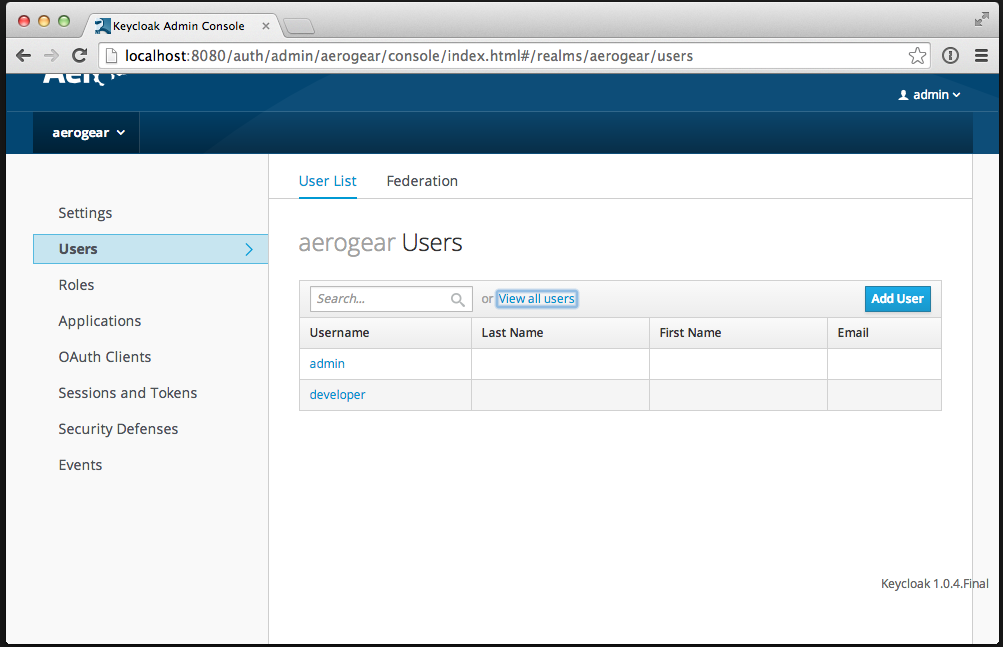 Keycloak Admin Console
localhost:8080/auth/admin/aerogear/console/index.html#/realms/aerogear/users
admin
aerogear
User List Federation
Settings
Users
Roles
Applications
OAuth Clients
Sessions and Tokens
Security Defenses
Events
aerogear Users
Search... or View all users Add User
Username Last Name First Name Email
admin
developer
Keycloak 1.0.4.Final